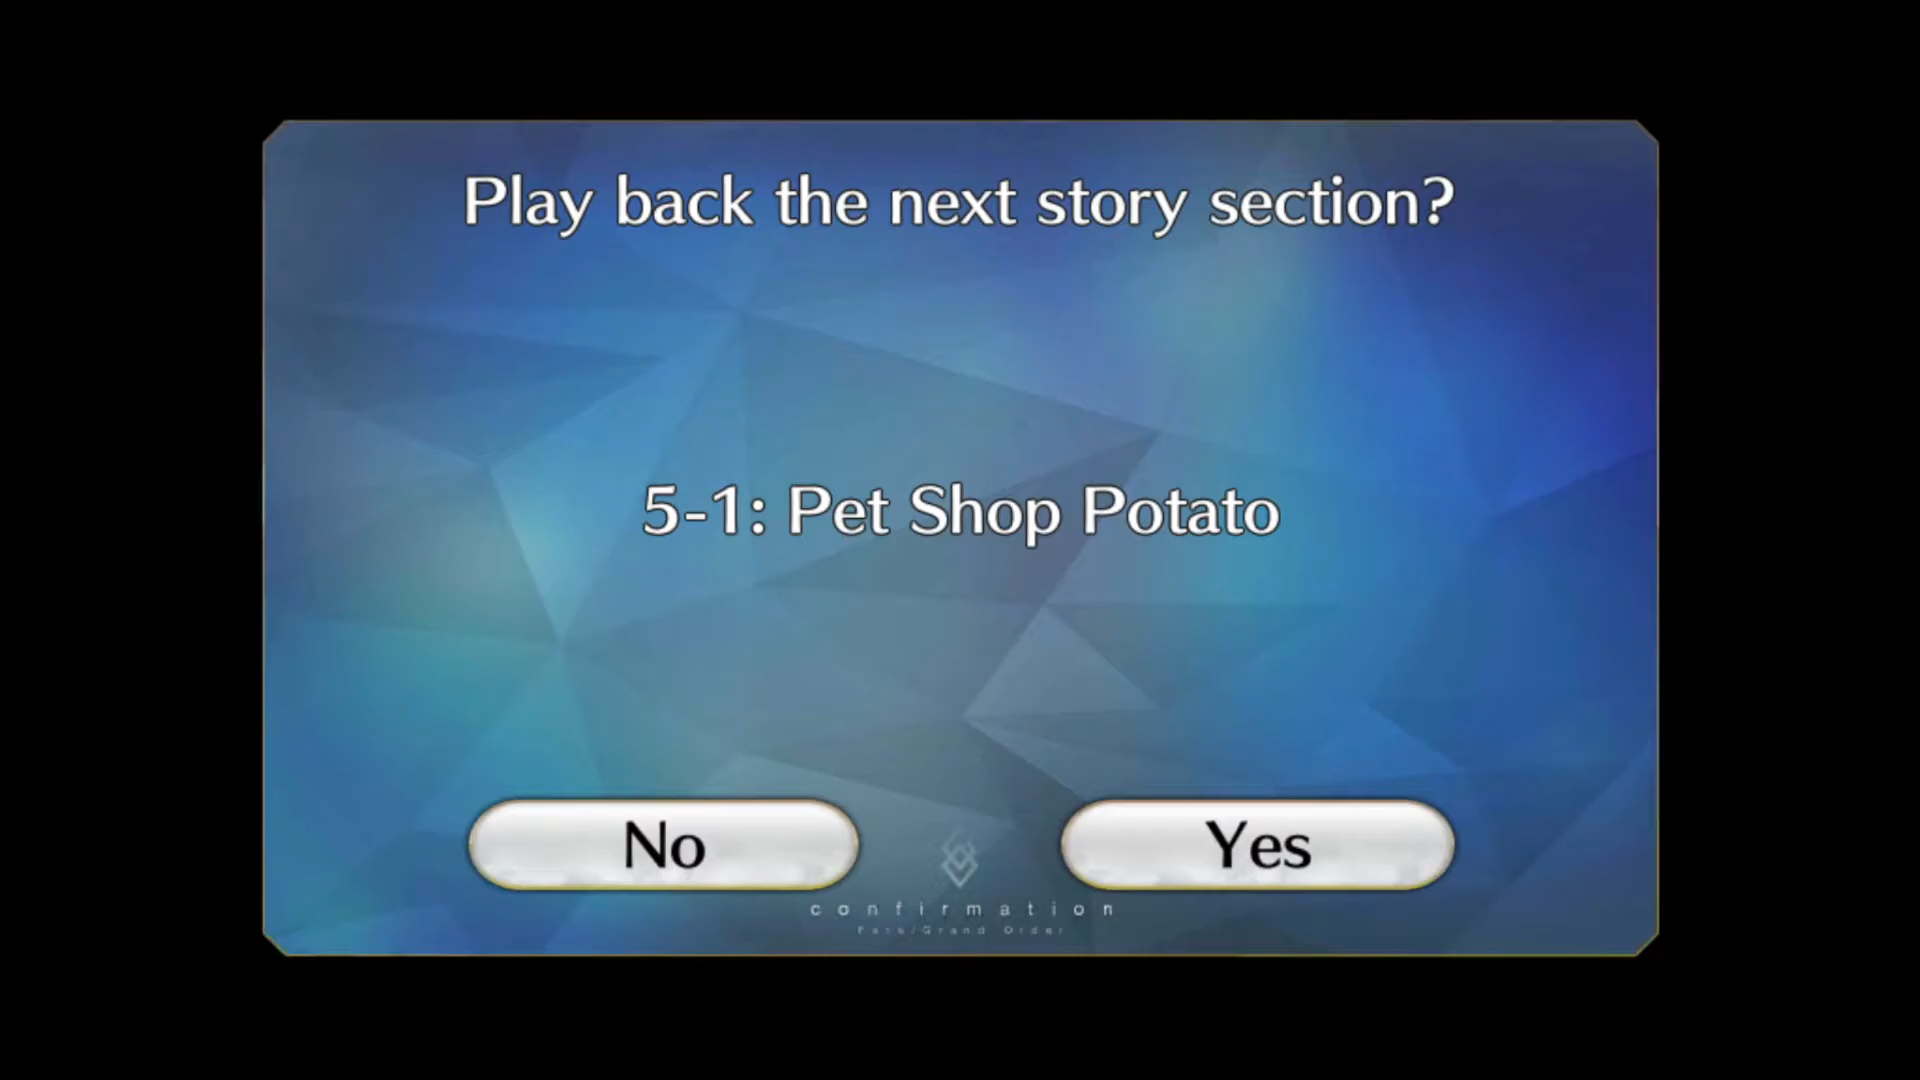 Play back the next story section?
5-1: Pet Shop Potato
No
Yes
confirmation
Fate/Grand Order